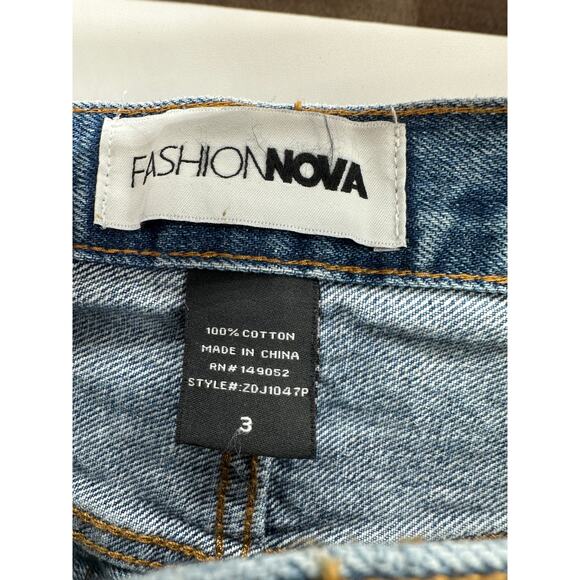 FASHIONNOVA
100% COTTON
MADE IN CHINA
RN# 149052
STYLE#:ZDJ1047P
3